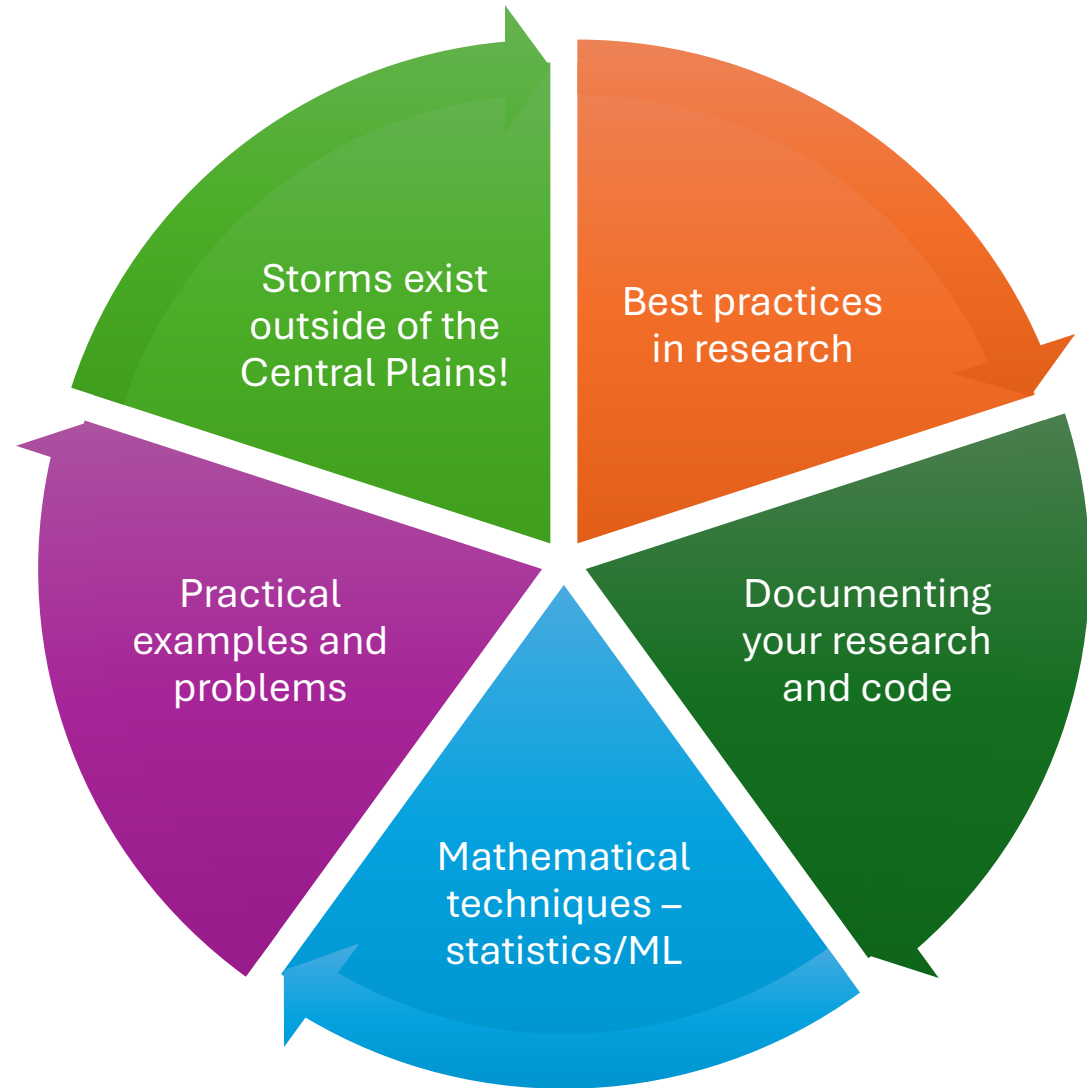 Best practices
in research
Documenting
your research
and code
Mathematical
techniques –
statistics/ML
Practical
examples and
problems
Storms exist
outside of the
Central Plains!